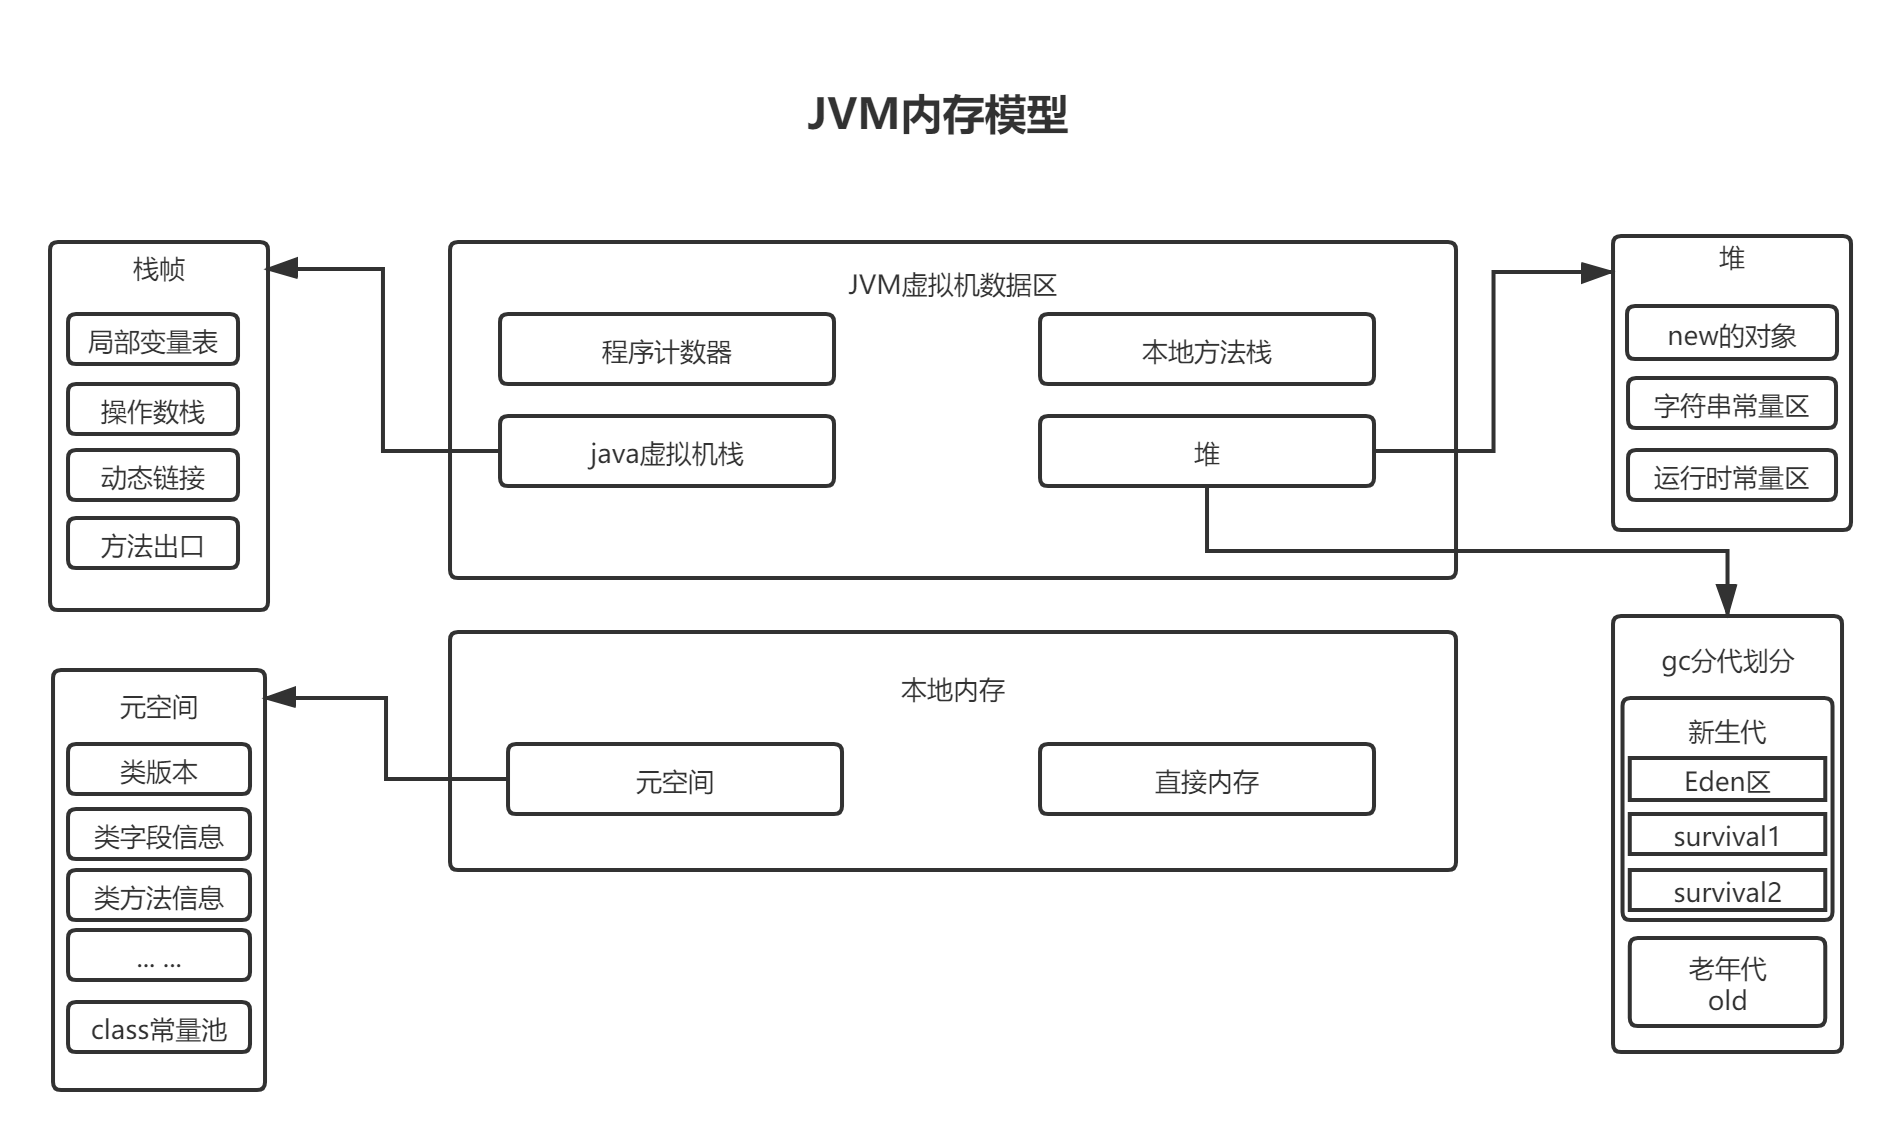 JVM内存模型
栈帧
局部变量表
操作数栈
动态链接
方法出口
JVM虚拟机数据区
程序计数器
本地方法栈
java虚拟机栈
堆
堆
new的对象
字符串常量区
运行时常量区
元空间
类版本
类字段信息
类方法信息
... ...
class常量池
本地内存
元空间
直接内存
gc分代划分
新生代
Eden区
survival1
survival2
老年代
old